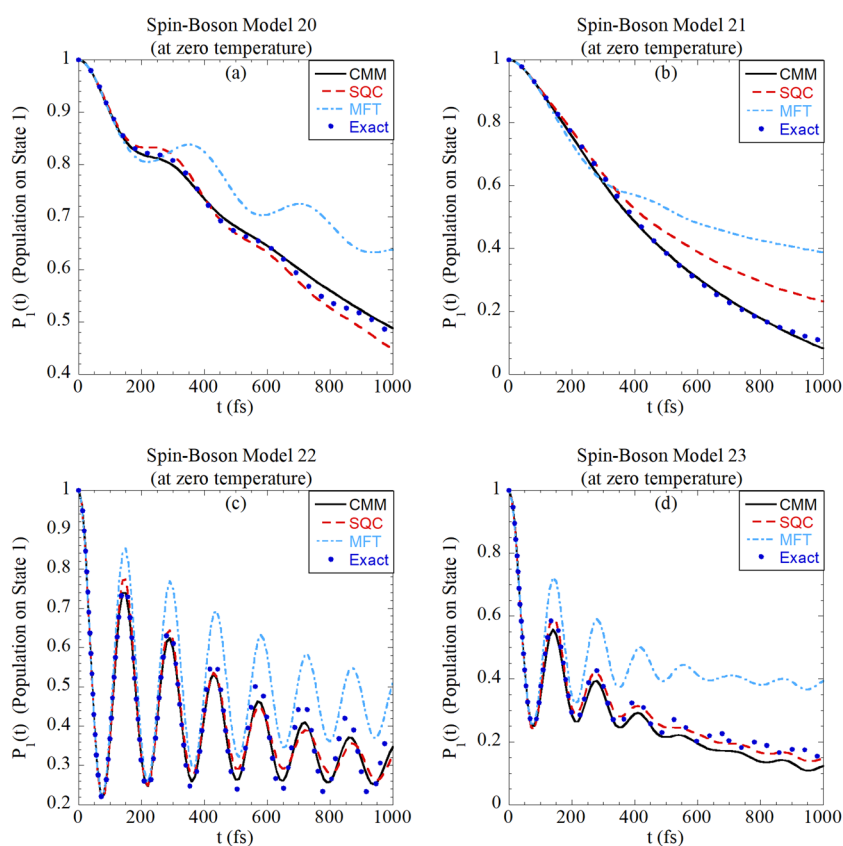 Spin-Boson Model 20
(at zero temperature)
(a)
CMM
SQC
MFT
Exact
P1(t) (Population on State 1)
1
0.9
0.8
0.7
0.6
0.5
0.4
0 200 400 600 800 1000
t (fs)
Spin-Boson Model 21
(at zero temperature)
(b)
CMM
SQC
MFT
Exact
P1(t) (Population on State 1)
1
0.8
0.6
0.4
0.2
0
0 200 400 600 800 1000
t (fs)
Spin-Boson Model 22
(at zero temperature)
(c)
CMM
SQC
MFT
Exact
P1(t) (Population on State 1)
1
0.9
0.8
0.7
0.6
0.5
0.4
0.3
0.2
0 200 400 600 800 1000
t (fs)
Spin-Boson Model 23
(at zero temperature)
(d)
CMM
SQC
MFT
Exact
P1(t) (Population on State 1)
1
0.8
0.6
0.4
0.2
0
0 200 400 600 800 1000
t (fs)